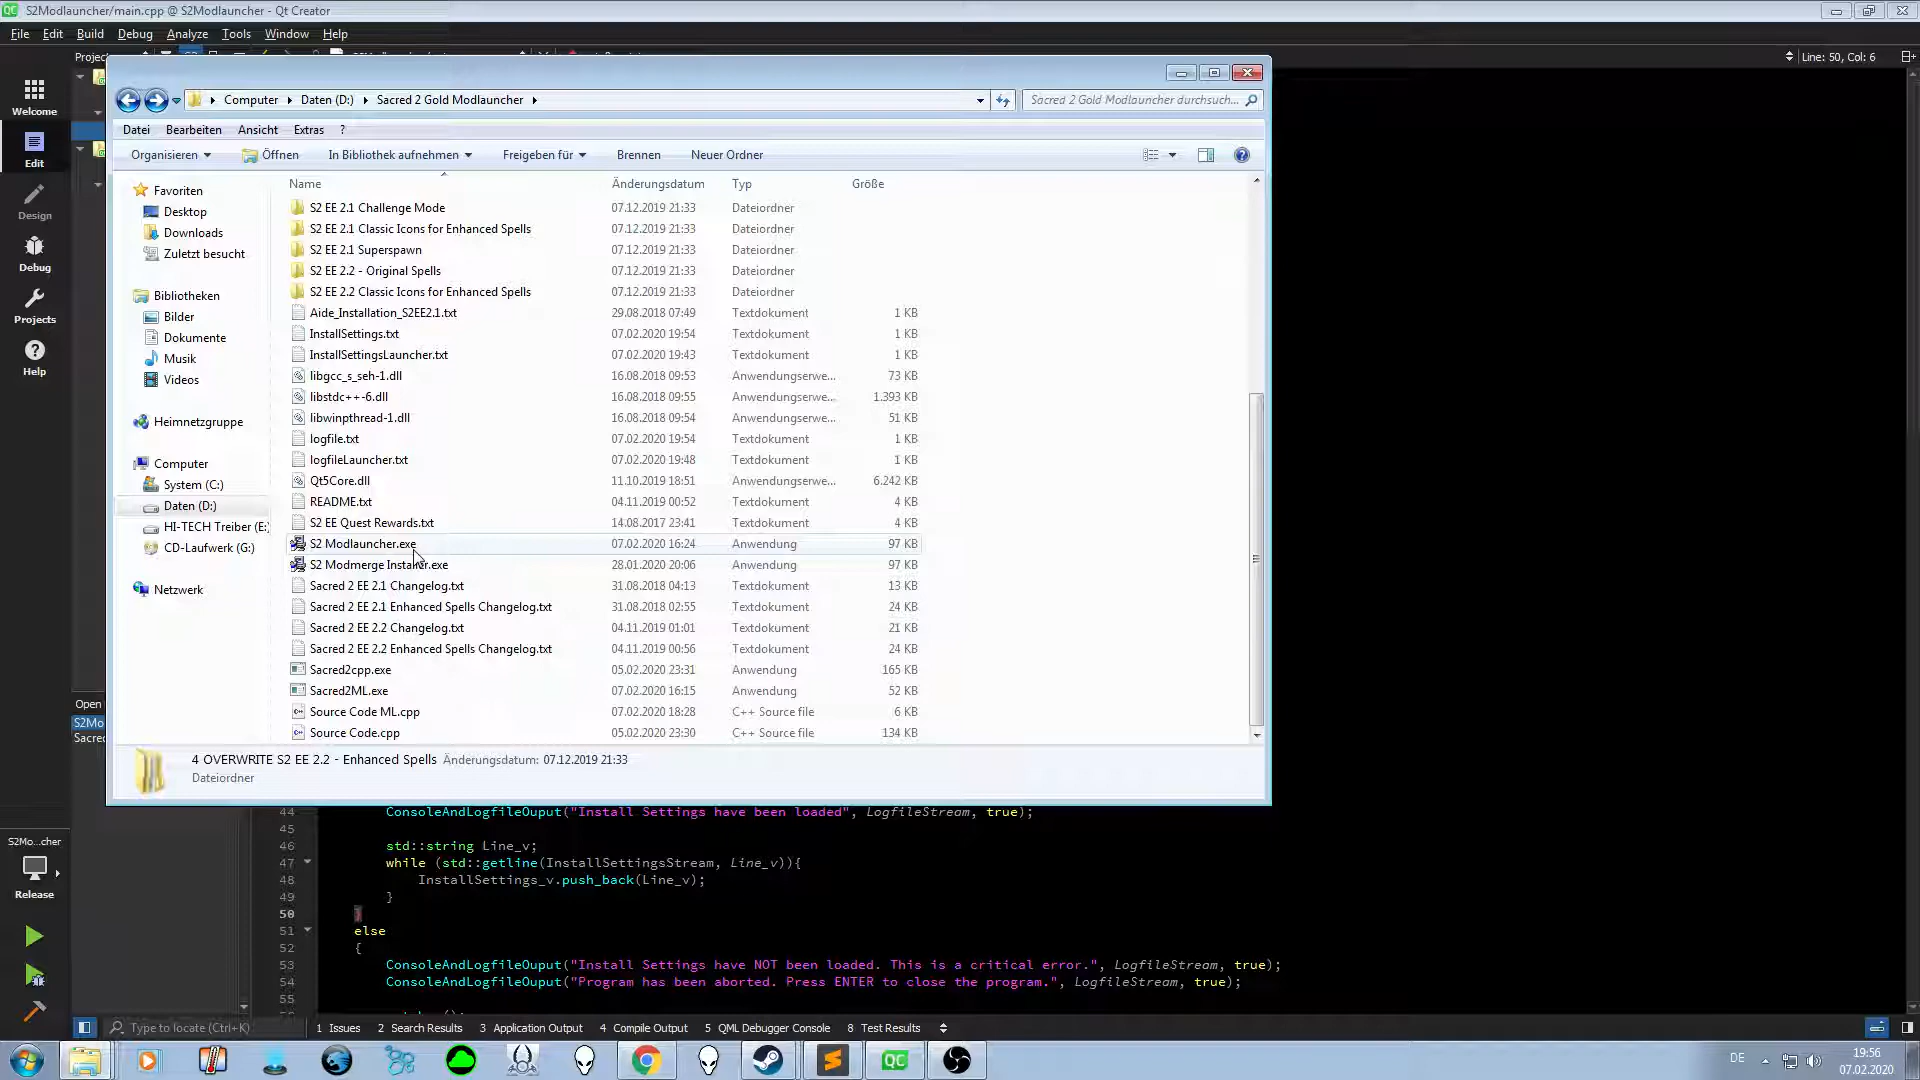 S2Modlauncher/main.cpp @ S2Modlauncher - Qt Creator
File Edit Build Debug Analyze Tools Window Help
Line: 50, Col: 6
Welcome
Edit
Design
Debug
Projects
Help
Computer Daten (D:) Sacred 2 Gold Modlauncher
Sacred 2 Gold Modlauncher durchsuch...
Datei Bearbeiten Ansicht Extras ?
Organisieren Öffnen In Bibliothek aufnehmen Freigeben für Brennen Neuer Ordner
Favoriten
Desktop
Downloads
Zuletzt besucht
Bibliotheken
Bilder
Dokumente
Musik
Videos
Heimnetzgruppe
Computer
System (C:)
Daten (D:)
HI-TECH Treiber (E:)
CD-Laufwerk (G:)
Netzwerk
Name Änderungsdatum Typ Größe
S2 EE 2.1 Challenge Mode 07.12.2019 21:33 Dateiordner
S2 EE 2.1 Classic Icons for Enhanced Spells 07.12.2019 21:33 Dateiordner
S2 EE 2.1 Superspawn 07.12.2019 21:33 Dateiordner
S2 EE 2.2 - Original Spells 07.12.2019 21:33 Dateiordner
S2 EE 2.2 Classic Icons for Enhanced Spells 07.12.2019 21:33 Dateiordner
Aide_Installation_S2EE2.1.txt 29.08.2018 07:49 Textdokument 1 KB
InstallSettings.txt 07.02.2020 19:54 Textdokument 1 KB
InstallSettingsLauncher.txt 07.02.2020 19:43 Textdokument 1 KB
libgcc_s_seh-1.dll 16.08.2018 09:53 Anwendungserwe... 73 KB
libstdc++-6.dll 16.08.2018 09:55 Anwendungserwe... 1.393 KB
libwinpthread-1.dll 16.08.2018 09:54 Anwendungserwe... 51 KB
logfile.txt 07.02.2020 19:54 Textdokument 1 KB
logfileLauncher.txt 07.02.2020 19:48 Textdokument 1 KB
Qt5Core.dll 11.10.2019 18:51 Anwendungserwe... 6.242 KB
README.txt 04.11.2019 00:52 Textdokument 4 KB
S2 EE Quest Rewards.txt 14.08.2017 23:41 Textdokument 4 KB
S2 Modlauncher.exe 07.02.2020 16:24 Anwendung 97 KB
S2 Modmerge Installer.exe 28.01.2020 20:06 Anwendung 97 KB
Sacred 2 EE 2.1 Changelog.txt 31.08.2018 04:13 Textdokument 13 KB
Sacred 2 EE 2.1 Enhanced Spells Changelog.txt 31.08.2018 02:55 Textdokument 24 KB
Sacred 2 EE 2.2 Changelog.txt 04.11.2019 01:01 Textdokument 21 KB
Sacred 2 EE 2.2 Enhanced Spells Changelog.txt 04.11.2019 00:56 Textdokument 24 KB
Sacred2cpp.exe 05.02.2020 23:31 Anwendung 165 KB
Sacred2ML.exe 07.02.2020 16:15 Anwendung 52 KB
Source Code ML.cpp 07.02.2020 18:28 C++ Source file 6 KB
Source Code.cpp 05.02.2020 23:30 C++ Source file 134 KB
4 OVERWRITE S2 EE 2.2 - Enhanced Spells Änderungsdatum: 07.12.2019 21:33
Dateiordner
Projec
Open
S2Mo
Sacred
S2Mo...cher
Release
44 ConsoleAndLogfileOuput("Install Settings have been loaded", LogfileStream, true);
45
46 std::string Line_v;
47 while (std::getline(InstallSettingsStream, Line_v)){
48 InstallSettings_v.push_back(Line_v);
49 }
50 }
51 else
52 {
53 ConsoleAndLogfileOuput("Install Settings have NOT been loaded. This is a critical error.", LogfileStream, true);
54 ConsoleAndLogfileOuput("Program has been aborted. Press ENTER to close the program.", LogfileStream, true);
55
Type to locate (Ctrl+K) 1 Issues 2 Search Results 3 Application Output 4 Compile Output 5 QML Debugger Console 8 Test Results
DE
19:56
07.02.2020